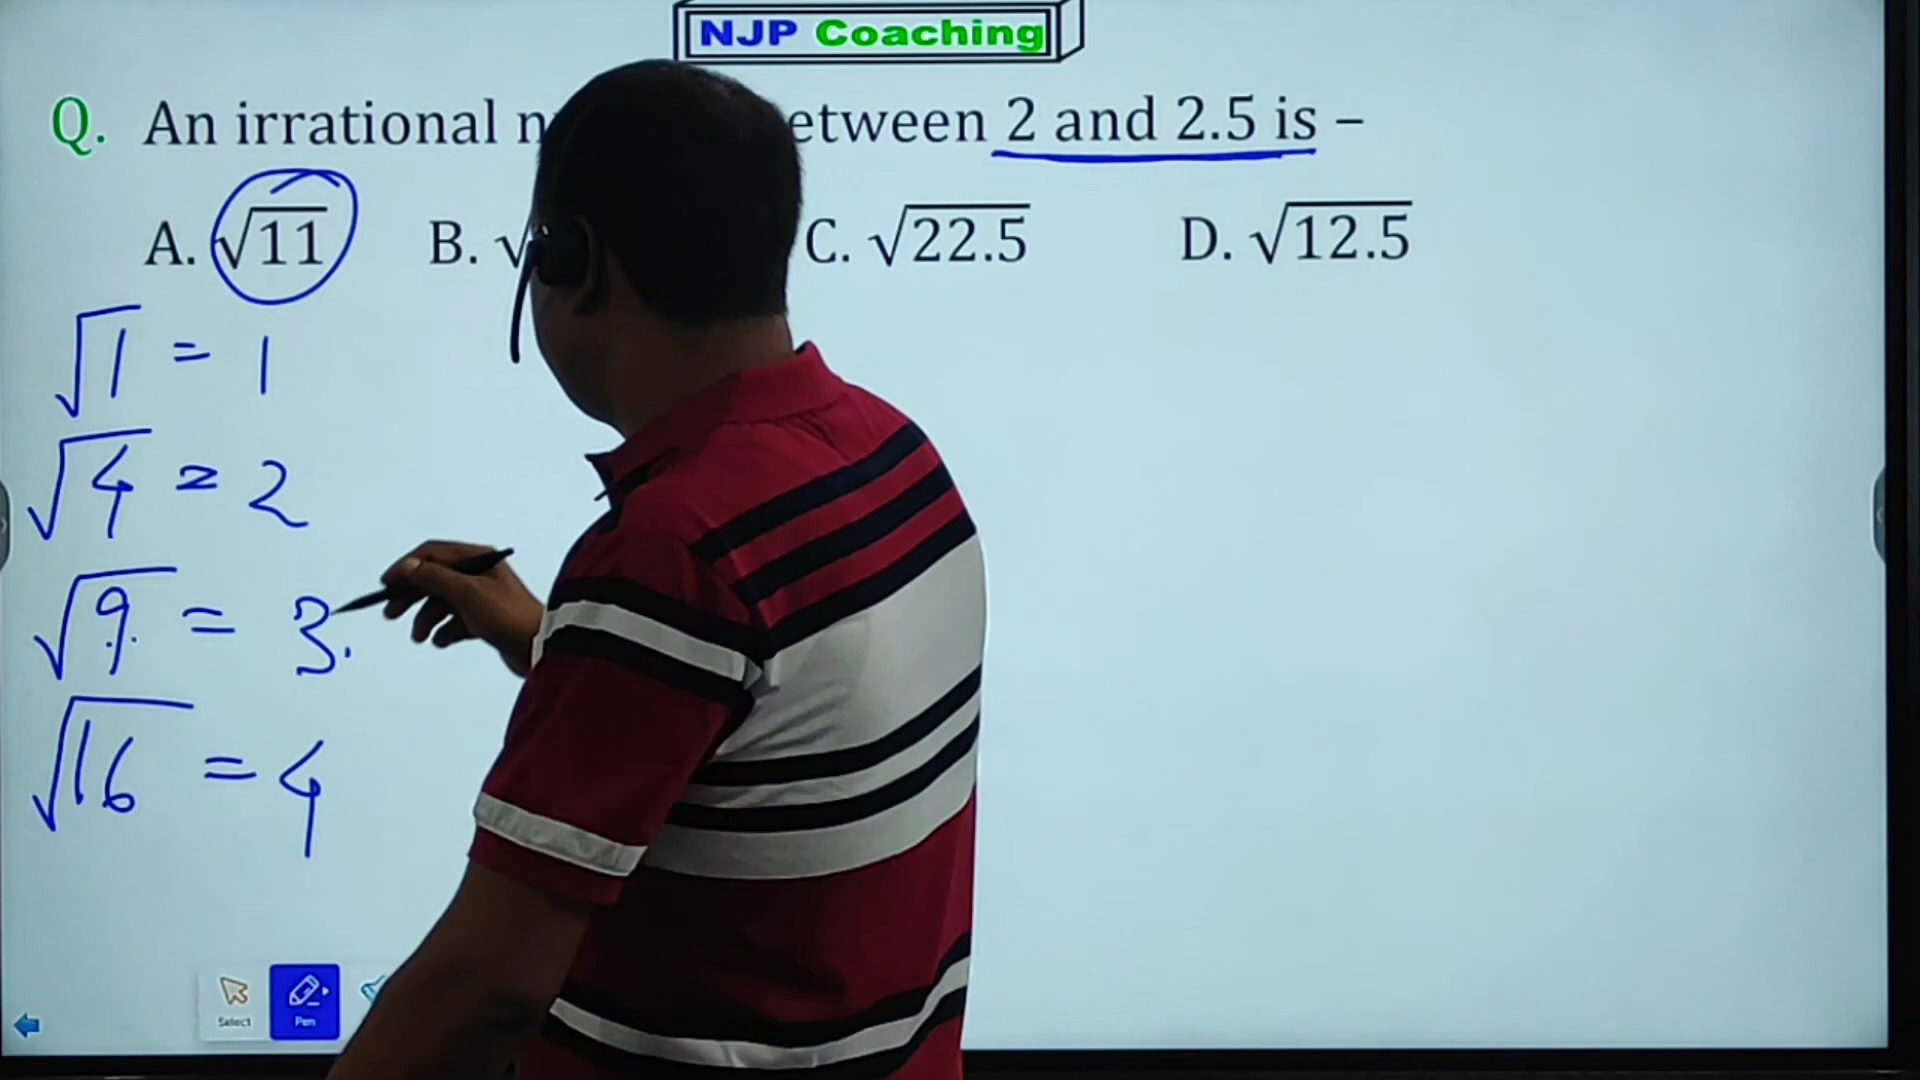 NJP Coaching
Q. An irrational between 2 and 2.5 is –
A. √11 B. √ C. √22.5 D. √12.5
√1 = 1
√4 = 2
√9 = 3.
√16 = 4
Select Pen